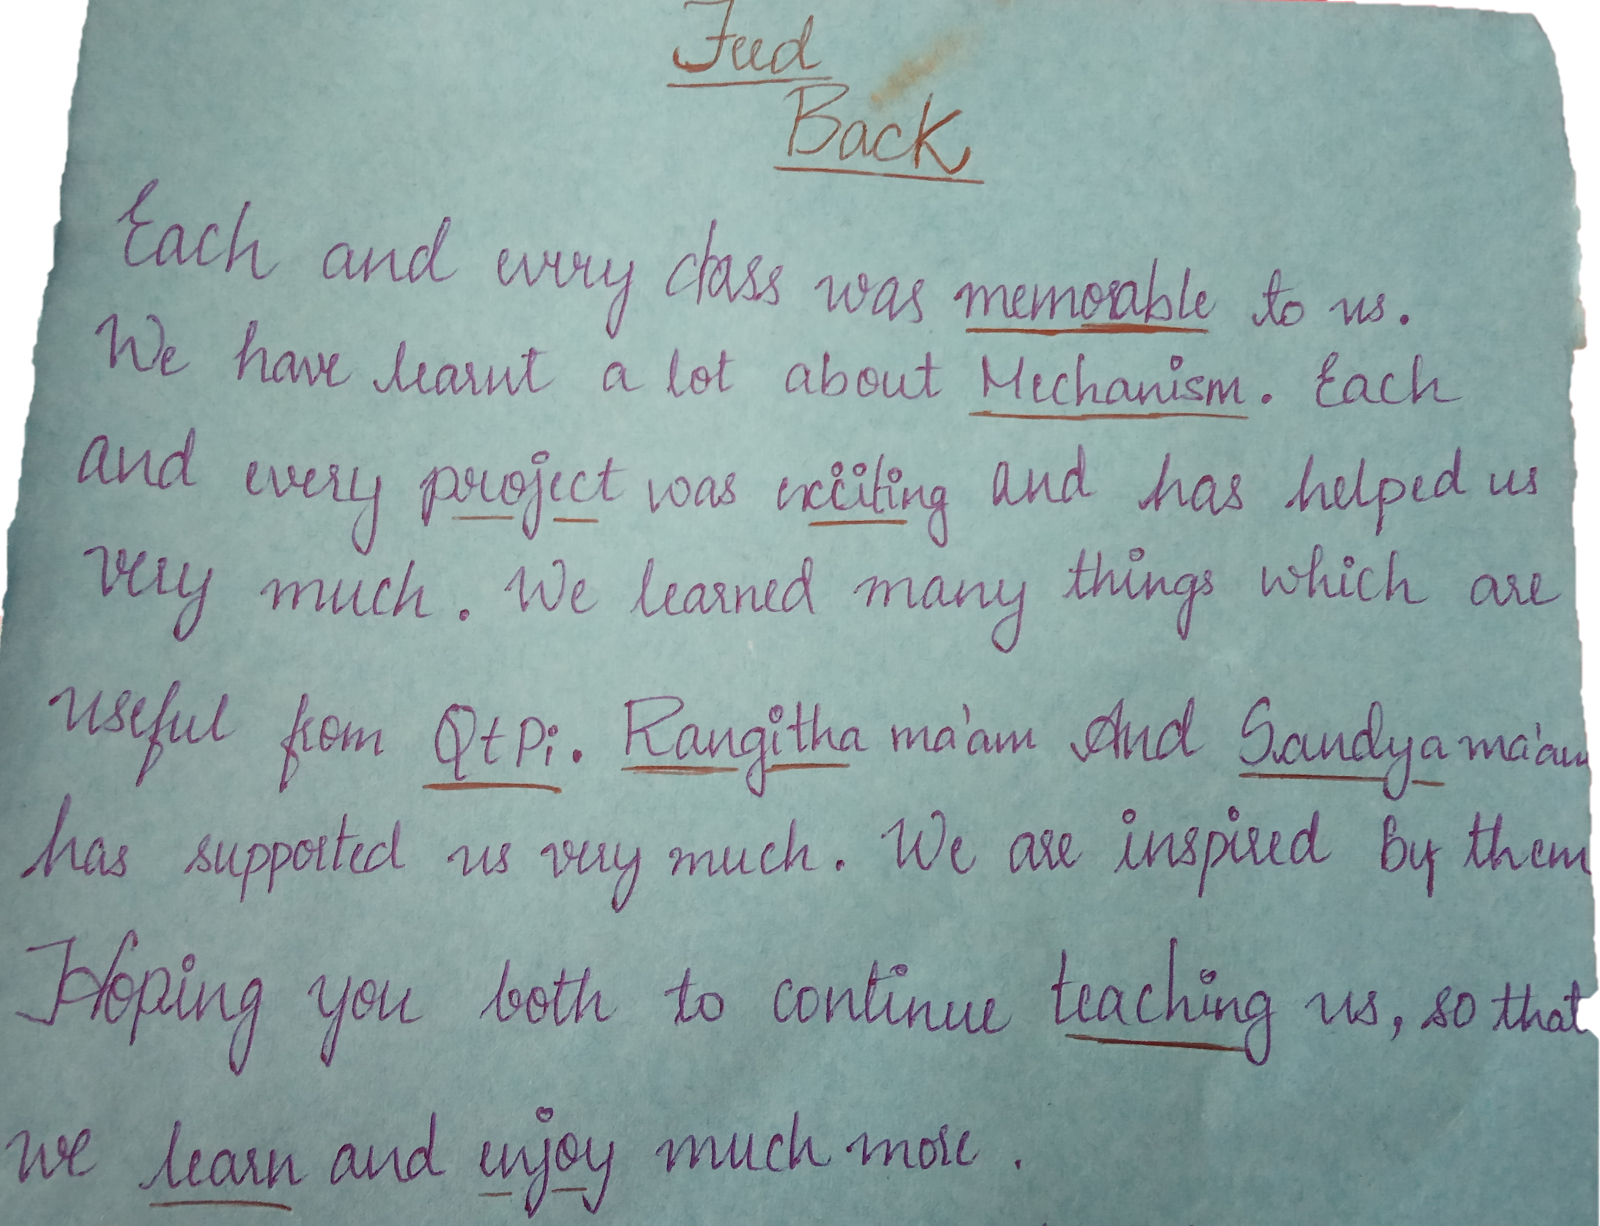 Feed
Back
Each and every class was memorable to us.
We have learnt a lot about Mechanism. Each
and every project was exciting and has helped us
very much. We learned many things which are
useful from QtPi. Rangitha ma'am And Sandya ma'am
has supported us very much. We are inspired by them
Hoping you both to continue teaching us, so that
we learn and enjoy much more.